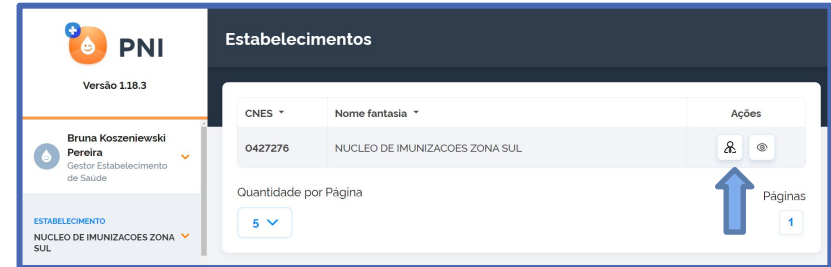 PNI
Versão 1.18.3
Bruna Koszeniewski
Pereira
Gestor Estabelecimento
de Saúde
ESTABELECIMENTO
NUCLEO DE IMUNIZACOES ZONA
SUL
Estabelecimentos
CNES Nome fantasia Ações
0427276 NUCLEO DE IMUNIZACOES ZONA SUL
Quantidade por Página
5
Páginas
1